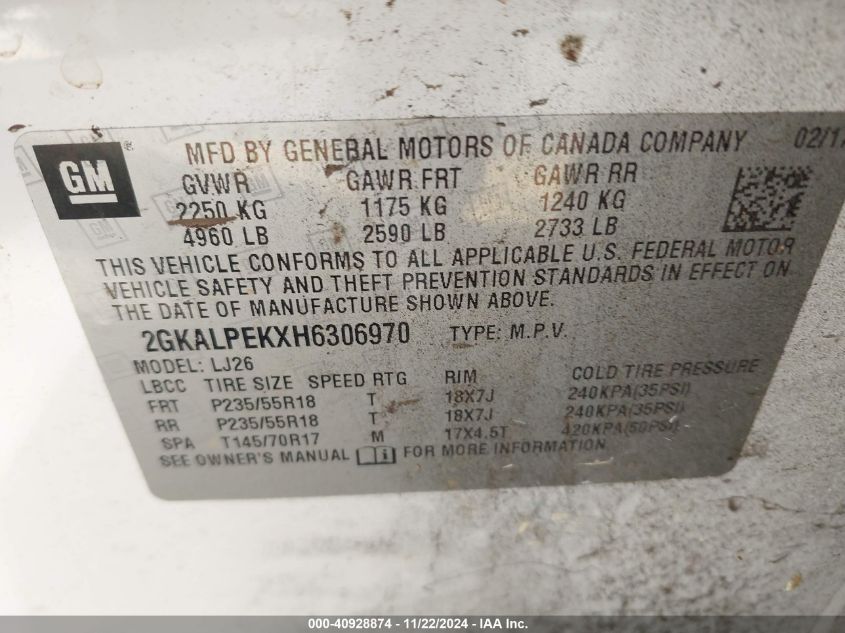 GM
MFD BY GENERAL MOTORS OF CANADA COMPANY 02/17
GVWR GAWR FRT GAWR RR
2250 KG 1175 KG 1240 KG
4960 LB 2590 LB 2733 LB
THIS VEHICLE CONFORMS TO ALL APPLICABLE U.S. FEDERAL MOTOR
VEHICLE SAFETY AND THEFT PREVENTION STANDARDS IN EFFECT ON
THE DATE OF MANUFACTURE SHOWN ABOVE.
2GKALPEKXH6306970 TYPE: M.P.V.
MODEL: LJ26
LBCC TIRE SIZE SPEED RTG RIM COLD TIRE PRESSURE
FRT P235/55R18 T 18X7J 240KPA(35PSI)
RR P235/55R18 T 18X7J 240KPA(35PSI)
SPA T145/70R17 M 17X4.5T 420KPA(60PSI)
SEE OWNER'S MANUAL FOR MORE INFORMATION
000-40928874 - 11/22/2024 - IAA Inc.